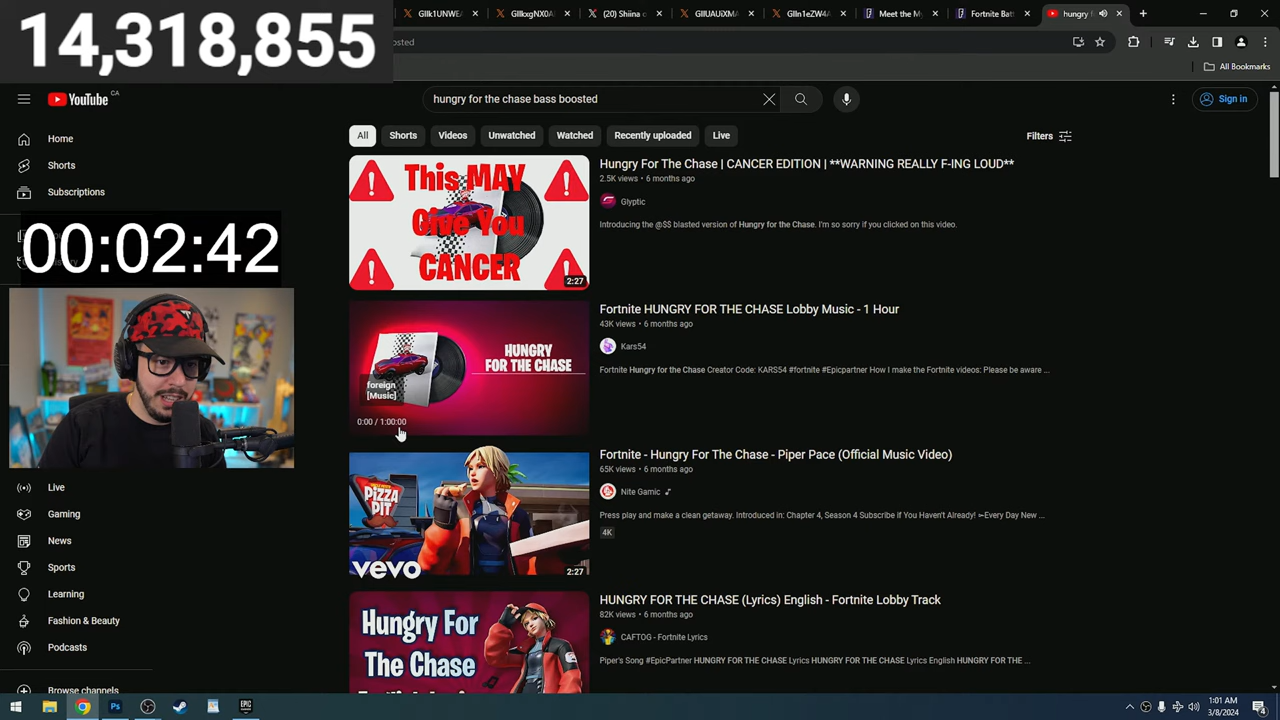 14,318,855
GIIk1UNWEA
GIIkxgNX0A
(20) Shiina
GIIUAUiXMA
GIIn1eZW4A
Meet the M
Fortnite Bat
hungry f
osted
All Bookmarks
YouTube CA
hungry for the chase bass boosted
Sign in
Home
Shorts
Subscriptions
00:02:42
Live
Gaming
News
Sports
Learning
Fashion & Beauty
Podcasts
Browse channels
All
Shorts
Videos
Unwatched
Watched
Recently uploaded
Live
Filters
This MAY
Give You
CANCER
2:27
Hungry For The Chase | CANCER EDITION | **WARNING REALLY F-ING LOUD**
2.5K views • 6 months ago
Glyptic
Introducing the @$$ blasted version of Hungry for the Chase. I'm so sorry if you clicked on this video.
HUNGRY
FOR THE CHASE
foreign
[Music]
0:00 / 1:00:00
Fortnite HUNGRY FOR THE CHASE Lobby Music - 1 Hour
43K views • 6 months ago
Kars54
Fortnite Hungry for the Chase Creator Code: KARS54 #fortnite #Epicpartner How I make the Fortnite videos: Please be aware ...
PIZZA
PIT
vevo
2:27
Fortnite - Hungry For The Chase - Piper Pace (Official Music Video)
65K views • 6 months ago
Nite Gamic ♪
Press play and make a clean getaway. Introduced in: Chapter 4, Season 4 Subscribe If You Haven't Already! ➳Every Day New ...
4K
Hungry For
The Chase
HUNGRY FOR THE CHASE (Lyrics) English - Fortnite Lobby Track
82K views • 6 months ago
CAFTOG - Fortnite Lyrics
Piper's Song #EpicPartner HUNGRY FOR THE CHASE Lyrics HUNGRY FOR THE CHASE Lyrics English HUNGRY FOR THE ...
Ps
EPIC
1:01 AM
3/8/2024